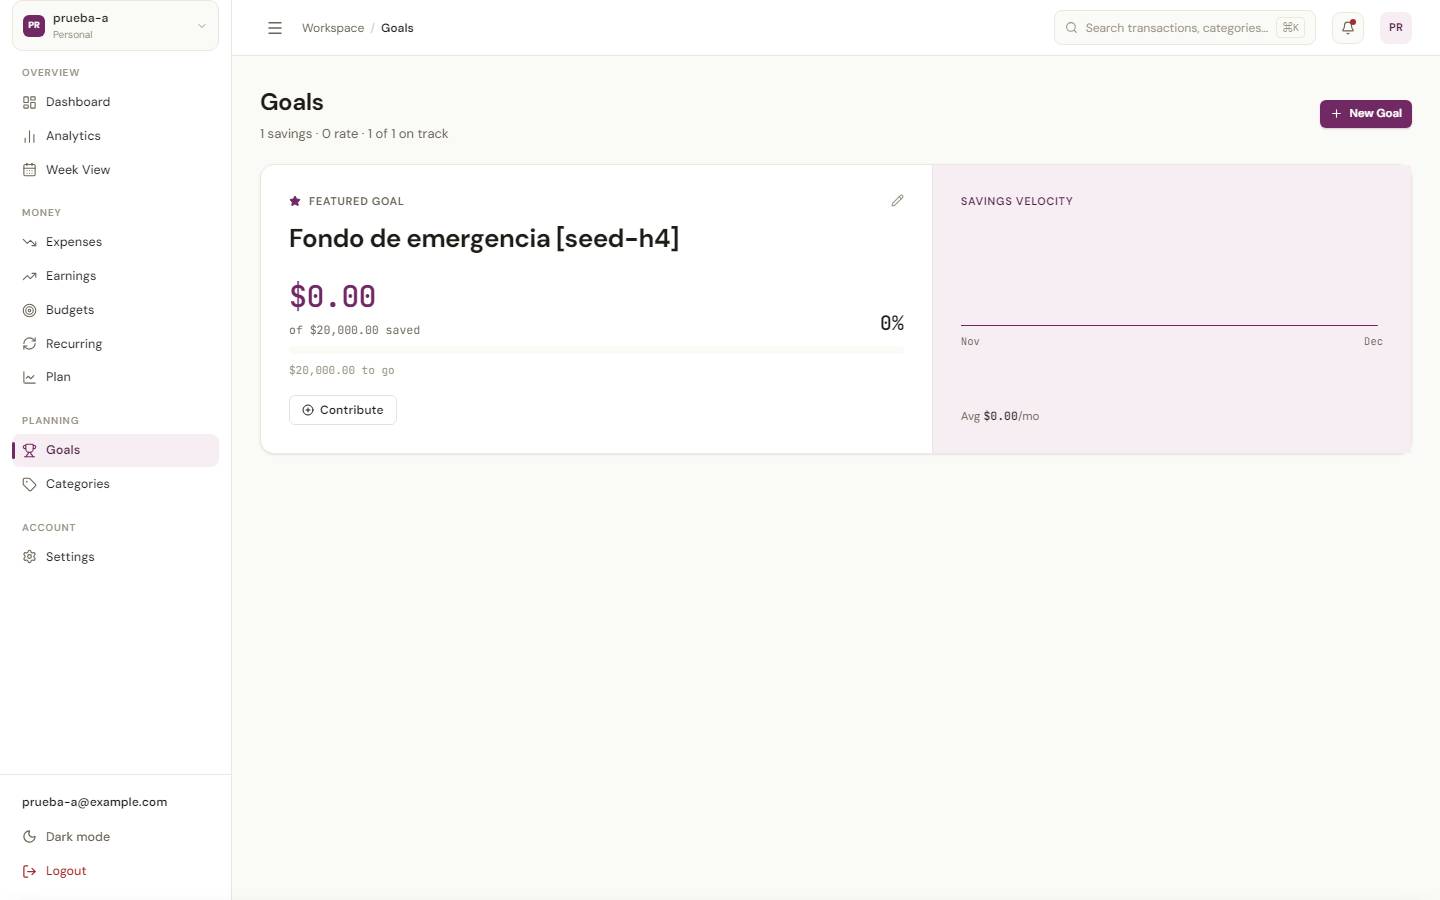 PR
prueba-a
Personal
OVERVIEW
Dashboard
Analytics
Week View
MONEY
Expenses
Earnings
Budgets
Recurring
Plan
PLANNING
Goals
Categories
ACCOUNT
Settings
prueba-a@example.com
Dark mode
Logout
Workspace / Goals
Search transactions, categories... ⌘K
PR
Goals
1 savings · 0 rate · 1 of 1 on track
+ New Goal
FEATURED GOAL
Fondo de emergencia [seed-h4]
$0.00
of $20,000.00 saved
0%
$20,000.00 to go
Contribute
SAVINGS VELOCITY
Nov Dec
Avg $0.00/mo